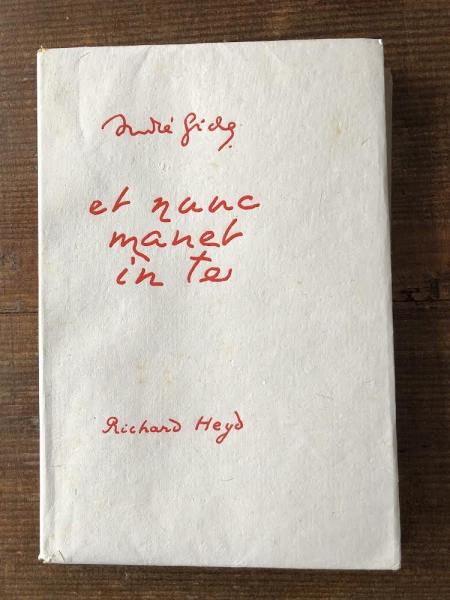 André Gide
et nunc
manet
in te
Richard Heyd